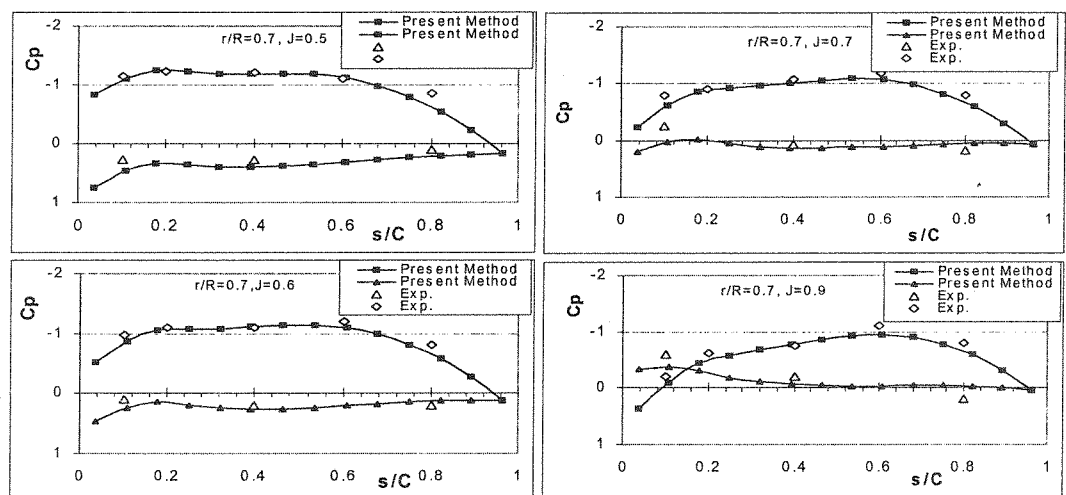 r/R=0.7, J=0.5
Present Method
Present Method
-2
-1
0
1
Cp
0
0.2
0.4
0.6
0.8
1
s/C
r/R=0.7, J=0.7
Present Method
Present Method
Exp.
Exp.
-2
-1
0
1
Cp
0
0.2
0.4
0.6
0.8
1
s/C
r/R=0.7,J=0.6
Present Method
Present Method
Exp.
Exp.
-2
-1
0
1
Cp
0
0.2
0.4
0.6
0.8
1
s/C
r/R=0.7, J=0.9
Present Method
Present Method
Exp.
Exp.
-2
-1
0
1
Cp
0
0.2
0.4
0.6
0.8
1
s/C